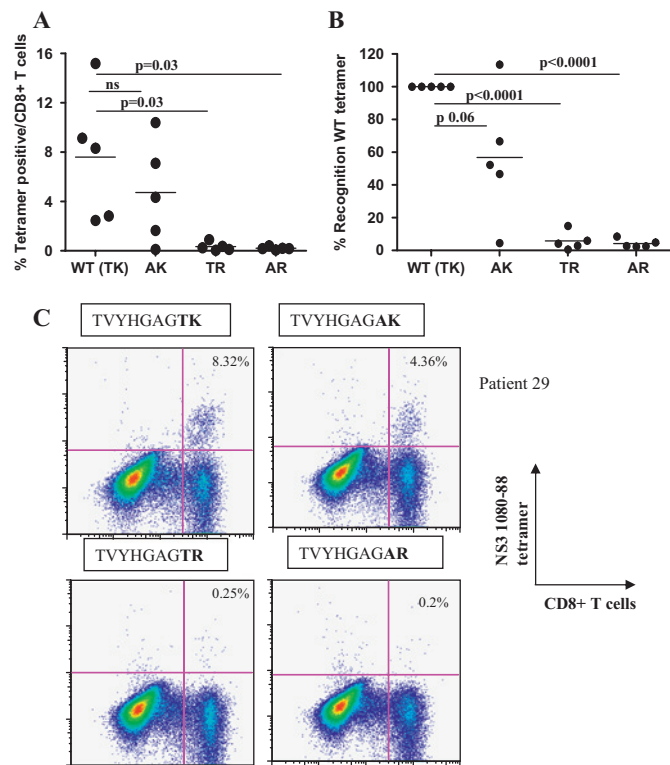 A
% Tetramer positive/CD8+ T cells
16
12
8
4
0
p=0.03
ns
p=0.03
WT (TK) AK TR AR
B
% Recognition WT tetramer
120
100
80
60
40
20
0
p<0.0001
p<0.0001
p 0.06
WT (TK) AK TR AR
C
TVYHGAGTK
8.32%
TVYHGAGAK
4.36%
Patient 29
TVYHGAGTR
0.25%
TVYHGAGAR
0.2%
NS3 1080-88
tetramer
CD8+ T cells